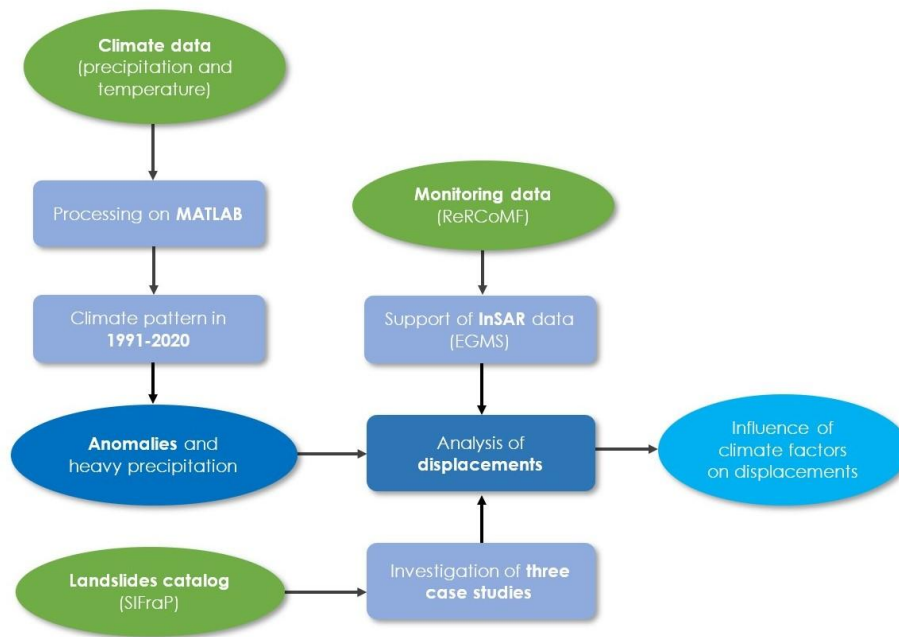 Climate data
(precipitation and
temperature)
Processing on MATLAB
Climate pattern in
1991-2020
Anomalies and
heavy precipitation
Monitoring data
(ReRCoMF)
Support of InSAR data
(EGMS)
Analysis of
displacements
Influence of
climate factors
on displacements
Landslides catalog
(SIFraP)
Investigation of three
case studies